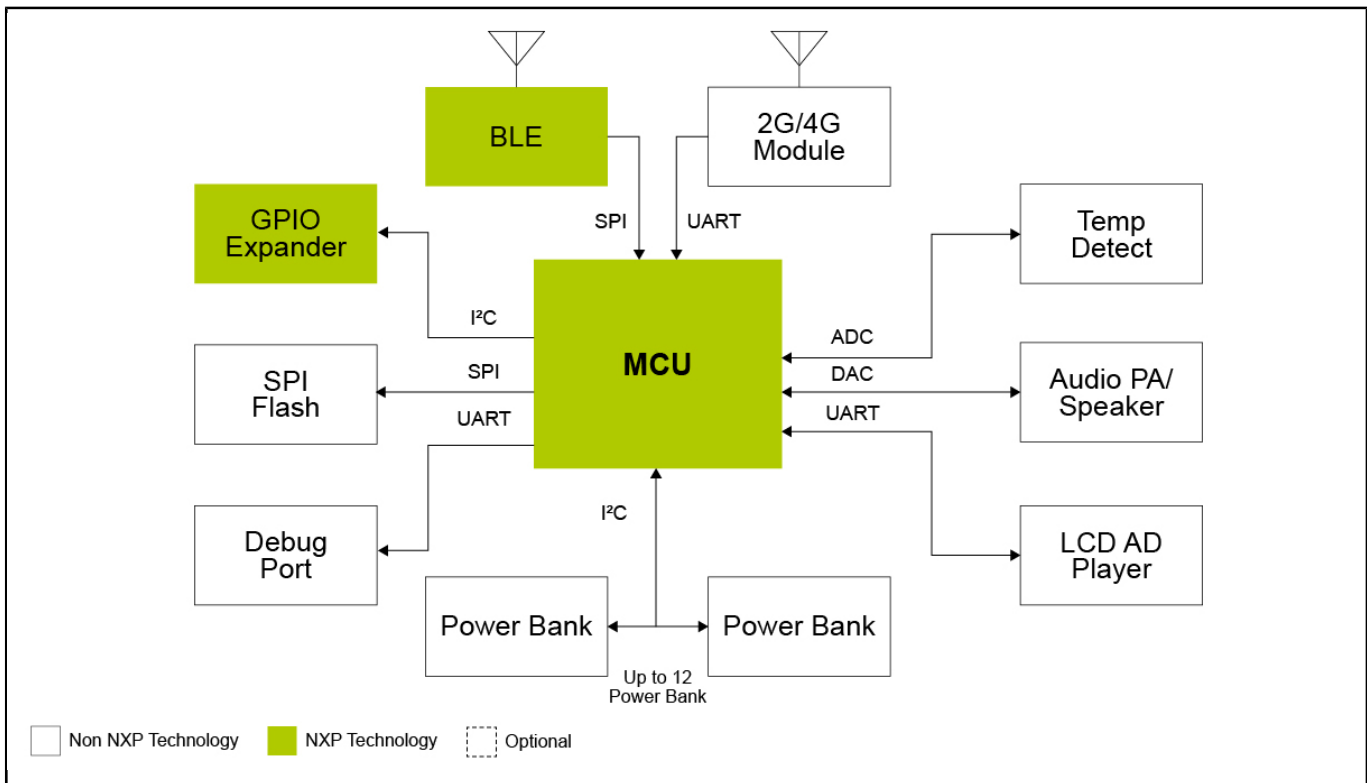 BLE
2G/4G
Module
GPIO
Expander
Temp
Detect
SPI
UART
I²C
ADC
MCU
SPI
Flash
SPI
DAC
Audio PA/
Speaker
UART
UART
I²C
Debug
Port
LCD AD
Player
Power Bank
Power Bank
Up to 12
Power Bank
Non NXP Technology
NXP Technology
Optional